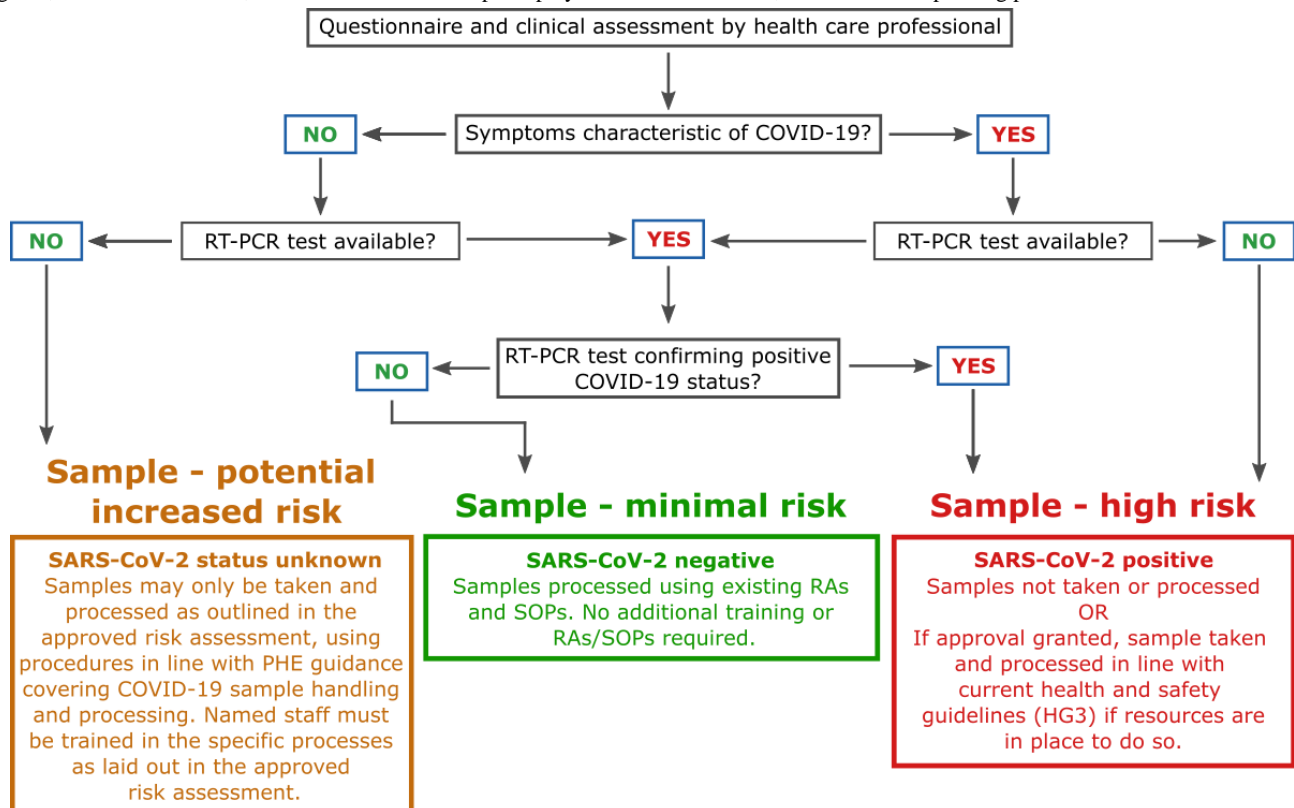 Questionnaire and clinical assessment by health care professional
NO
Symptoms characteristic of COVID-19?
YES
NO
RT-PCR test available?
YES
RT-PCR test available?
NO
NO
RT-PCR test confirming positive
COVID-19 status?
YES
Sample - potential
increased risk
SARS-CoV-2 status unknown
Samples may only be taken and
processed as outlined in the
approved risk assessment, using
procedures in line with PHE guidance
covering COVID-19 sample handling
and processing. Named staff must
be trained in the specific processes
as laid out in the approved
risk assessment.
Sample - minimal risk
SARS-CoV-2 negative
Samples processed using existing RAs
and SOPs. No additional training or
RAs/SOPs required.
Sample - high risk
SARS-CoV-2 positive
Samples not taken or processed
OR
If approval granted, sample taken
and processed in line with
current health and safety
guidelines (HG3) if resources are
in place to do so.